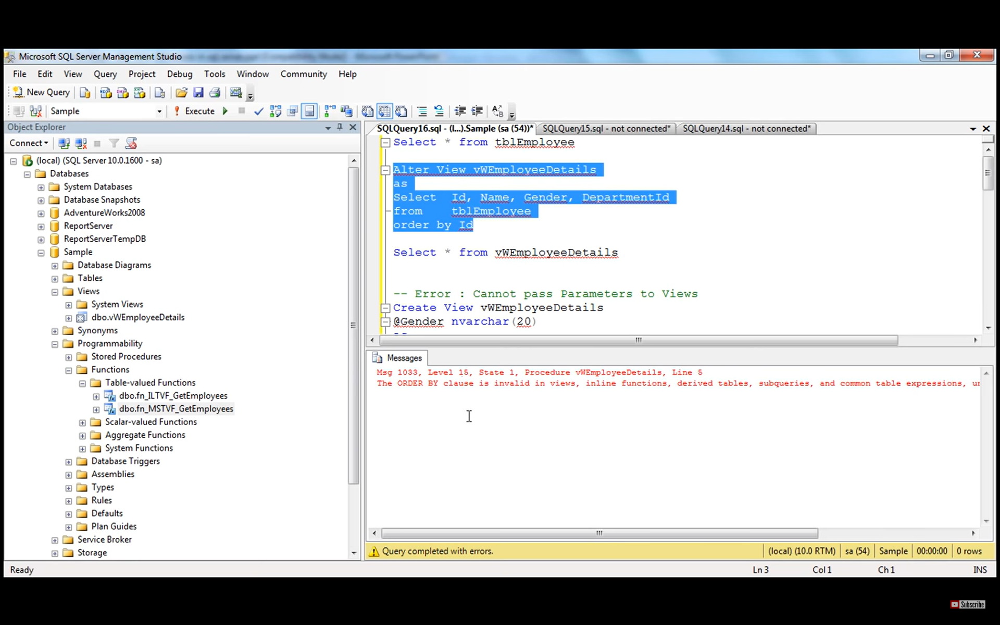 Microsoft SQL Server Management Studio
File Edit View Query Project Debug Tools Window Community Help
New Query
Sample Execute
Object Explorer
SQLQuery16.sql - (l...).Sample (sa (54))* SQLQuery15.sql - not connected* SQLQuery14.sql - not connected*
Connect
(local) (SQL Server 10.0.1600 - sa)
Databases
System Databases
Database Snapshots
AdventureWorks2008
ReportServer
ReportServerTempDB
Sample
Database Diagrams
Tables
Views
System Views
dbo.vWEmployeeDetails
Synonyms
Programmability
Stored Procedures
Functions
Table-valued Functions
dbo.fn_ILTVF_GetEmployees
dbo.fn_MSTVF_GetEmployees
Scalar-valued Functions
Aggregate Functions
System Functions
Database Triggers
Assemblies
Types
Rules
Defaults
Plan Guides
Service Broker
Storage
Select * from tblEmployee
Alter View vWEmployeeDetails
as
Select Id, Name, Gender, DepartmentId
from tblEmployee
order by Id
Select * from vWEmployeeDetails
-- Error : Cannot pass Parameters to Views
Create View vWEmployeeDetails
@Gender nvarchar(20)
Messages
Msg 1033, Level 15, State 1, Procedure vWEmployeeDetails, Line 5
The ORDER BY clause is invalid in views, inline functions, derived tables, subqueries, and common table expressions,
Query completed with errors. (local) (10.0 RTM) sa (54) Sample 00:00:00 0 rows
Ready Ln 3 Col 1 Ch 1 INS
Subscribe